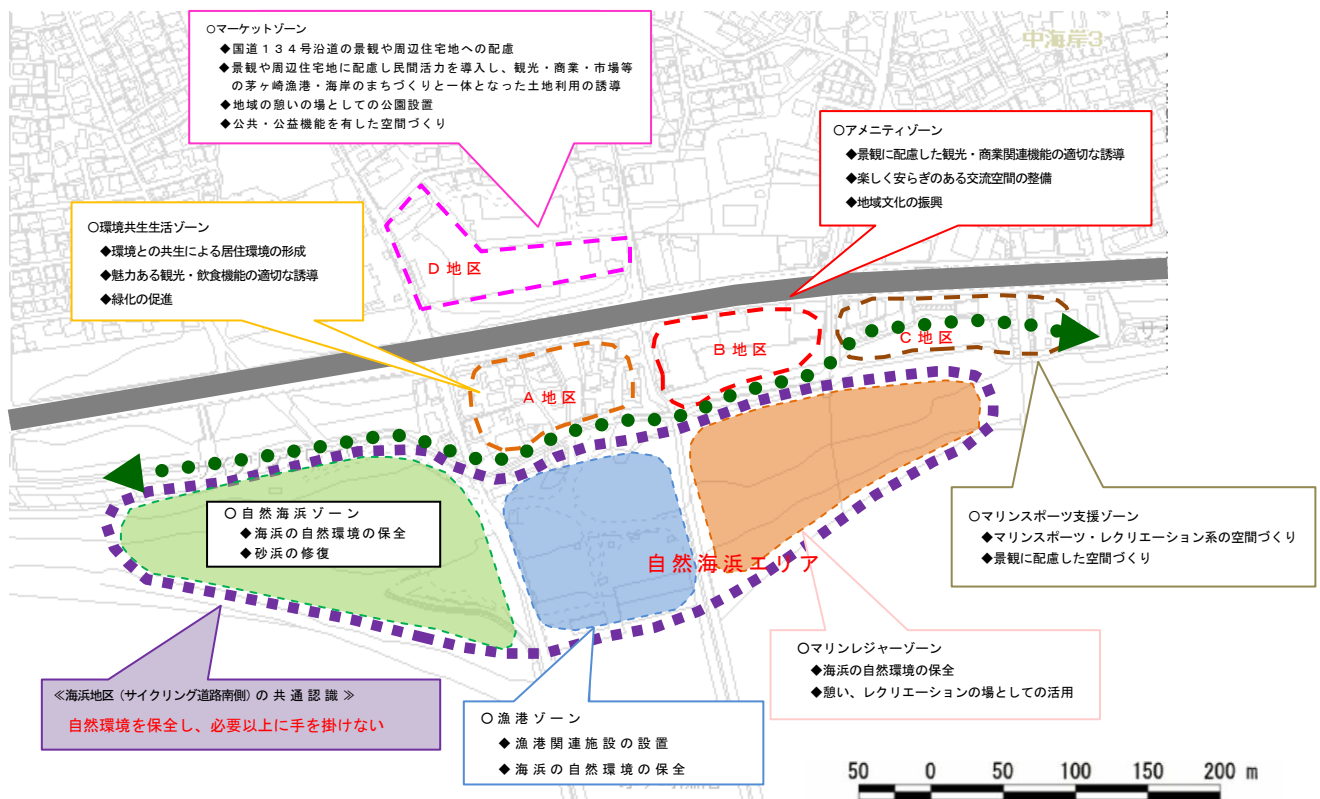 ○マーケットゾーン
◆国道１３４号沿道の景観や周辺住宅地への配慮
◆景観や周辺住宅地に配慮し民間活力を導入し、観光・商業・市場等
の茅ヶ崎漁港・海岸のまちづくりと一体となった土地利用の誘導
◆地域の憩いの場としての公園設置
◆公共・公益機能を有した空間づくり
中海岸3
○アメニティゾーン
◆景観に配慮した観光・商業関連機能の適切な誘導
◆楽しく安らぎのある交流空間の整備
◆地域文化の振興
○環境共生生活ゾーン
◆環境との共生による居住環境の形成
◆魅力ある観光・飲食機能の適切な誘導
◆緑化の促進
Ｄ地区
Ｂ地区
Ｃ地区
Ａ地区
○自然海浜ゾーン
◆海浜の自然環境の保全
◆砂浜の修復
自然海浜エリア
○マリンスポーツ支援ゾーン
◆マリンスポーツ・レクリエーション系の空間づくり
◆景観に配慮した空間づくり
○マリンレジャーゾーン
◆海浜の自然環境の保全
◆憩い、レクリエーションの場としての活用
≪海浜地区（サイクリング道路南側）の共通認識≫
自然環境を保全し、必要以上に手を掛けない
○漁港ゾーン
◆漁港関連施設の設置
◆海浜の自然環境の保全
50 0 50 100 150 200 m